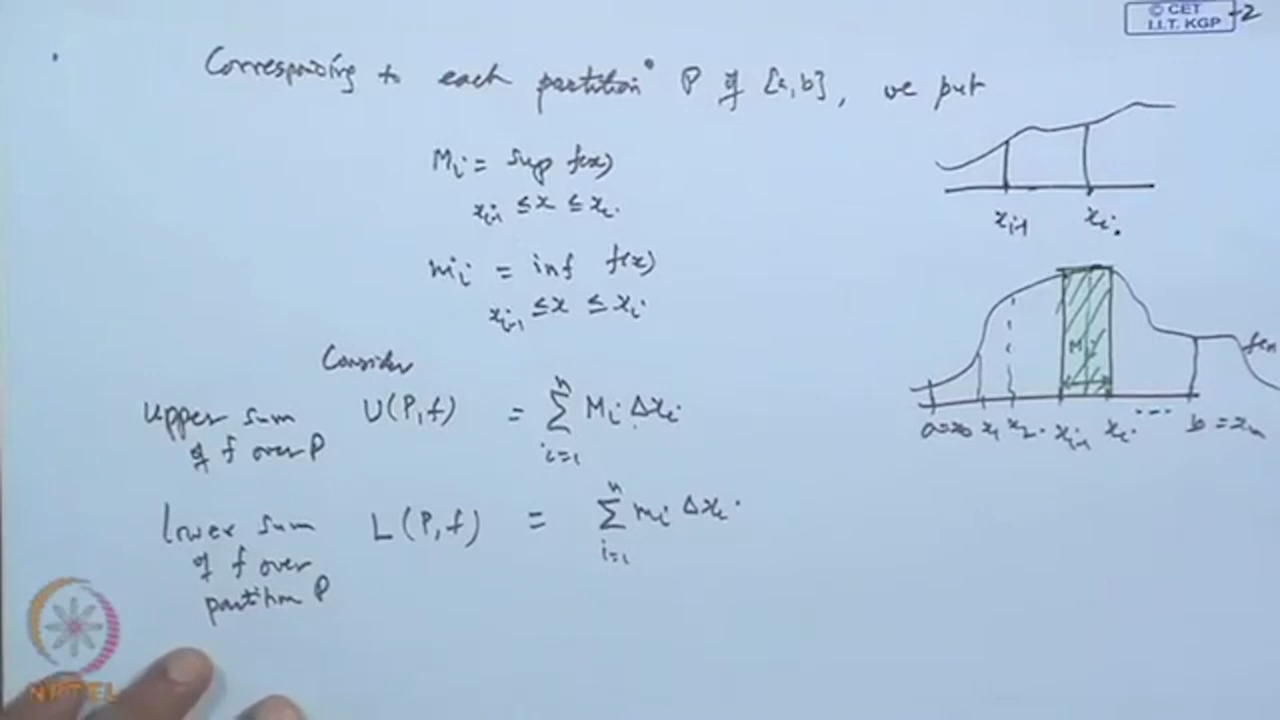 © CET
I.I.T. KGP
-2
Corresponding to each partition P of [a,b], we put
Mi = sup f(x)
xi-1 ≤ x ≤ xi
mi = inf f(x)
xi-1 ≤ x ≤ xi
Consider
Upper sum U(P,f) = ∑ Mi Δxi
n
i=1
of f over P
lower sum L(P,f) = ∑ mi Δxi
n
i=1
of f over
partition P
xi-1 xi
Mi
f(x)
a=x0 x1 x2 xi-1 xi ... b=xn
NPTEL